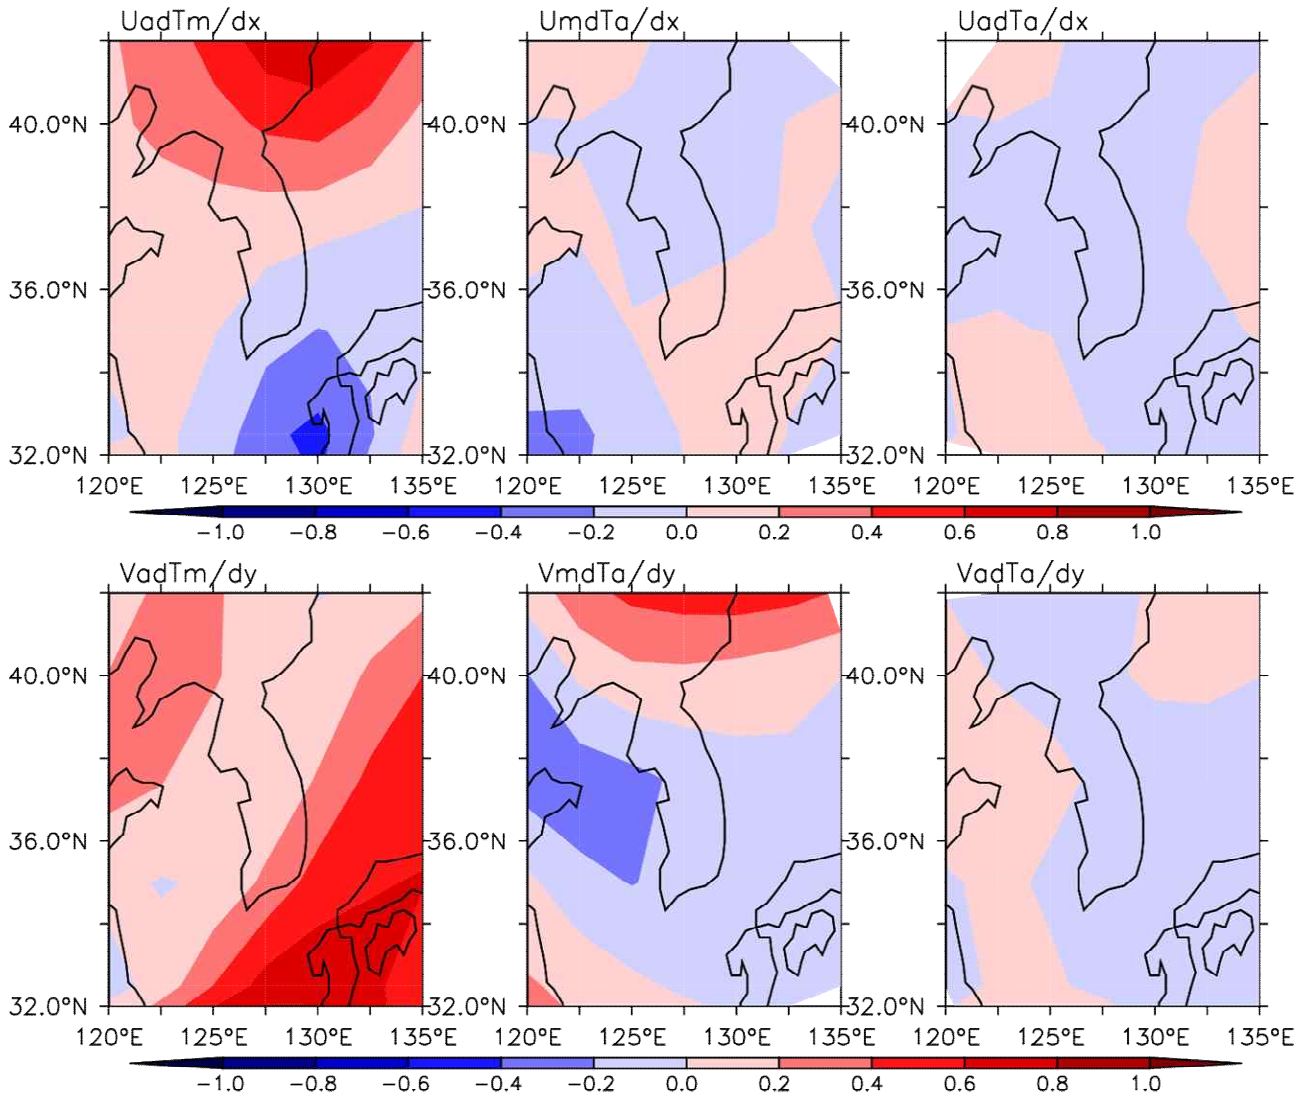 UadTm/dx UmdTa/dx UadTa/dx
40.0°N 40.0°N 40.0°N
36.0°N 36.0°N 36.0°N
32.0°N 32.0°N 32.0°N
120°E 125°E 130°E 135°E 120°E 125°E 130°E 135°E 120°E 125°E 130°E 135°E
-1.0 -0.8 -0.6 -0.4 -0.2 0.0 0.2 0.4 0.6 0.8 1.0
VadTm/dy VmdTa/dy VadTa/dy
40.0°N 40.0°N 40.0°N
36.0°N 36.0°N 36.0°N
32.0°N 32.0°N 32.0°N
120°E 125°E 130°E 135°E 120°E 125°E 130°E 135°E 120°E 125°E 130°E 135°E
-1.0 -0.8 -0.6 -0.4 -0.2 0.0 0.2 0.4 0.6 0.8 1.0